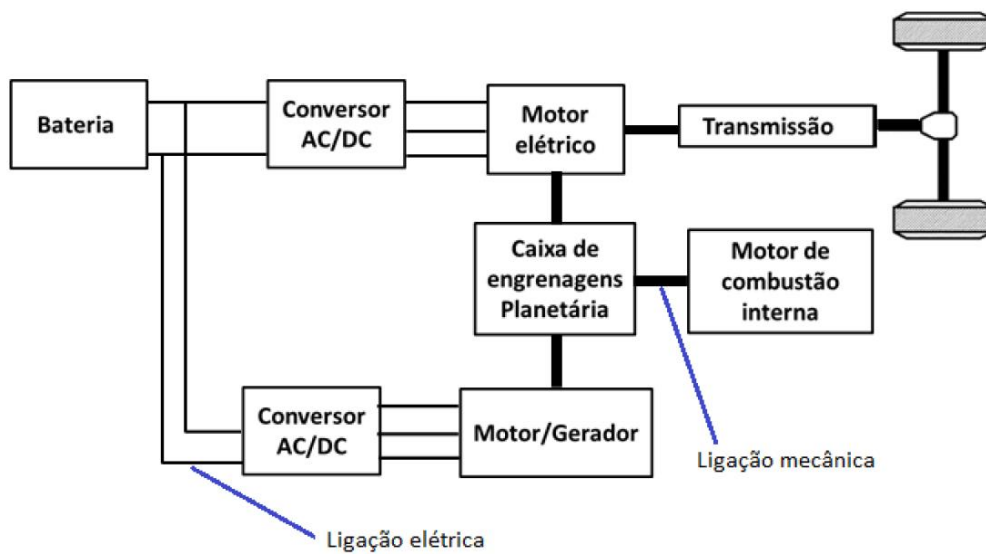 Bateria
Conversor
AC/DC
Motor
elétrico
Transmissão
Caixa de
engrenagens
Planetária
Motor de
combustão
interna
Conversor
AC/DC
Motor/Gerador
Ligação mecânica
Ligação elétrica